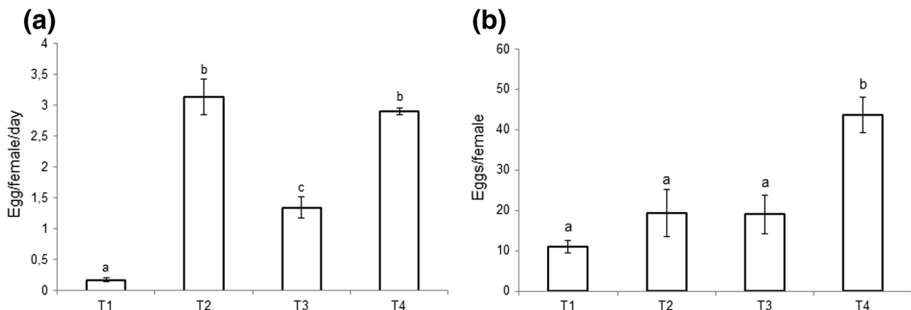 (a)
Egg/female/day
4
3,5
3
2,5
2
1,5
1
0,5
0
a
b
c
b
T1 T2 T3 T4
(b)
Eggs/female
60
50
40
30
20
10
0
a
a
a
b
T1 T2 T3 T4